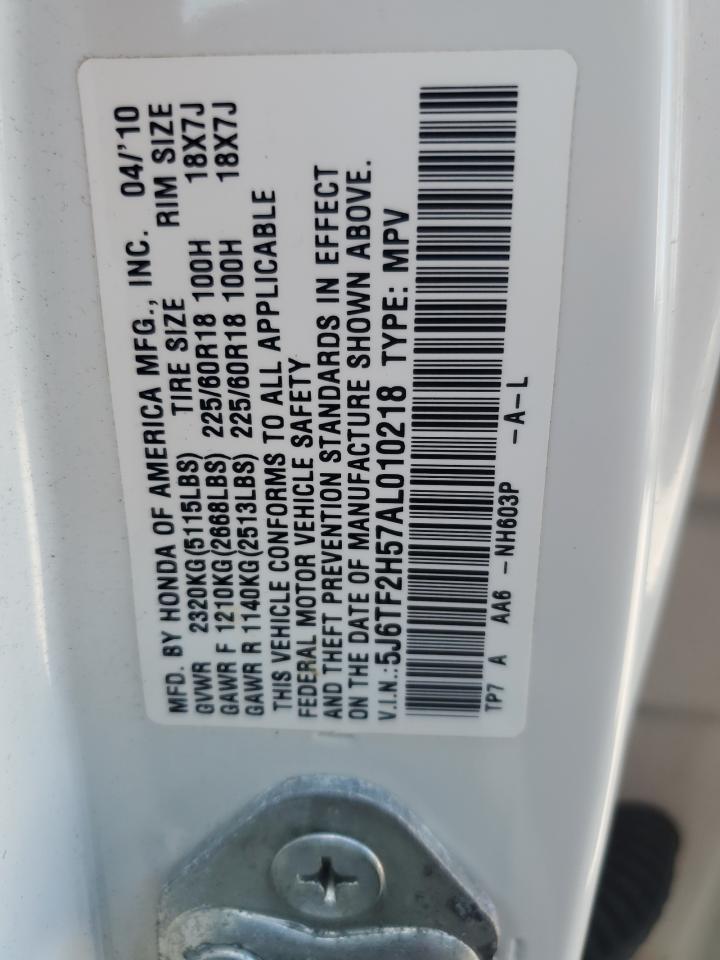 MFD. BY HONDA OF AMERICA MFG., INC. 04/'10
GVWR 2320KG(5115LBS) TIRE SIZE RIM SIZE
GAWR F 1210KG(2668LBS) 225/60R18 100H 18X7J
GAWR R 1140KG(2513LBS) 225/60R18 100H 18X7J
THIS VEHICLE CONFORMS TO ALL APPLICABLE
FEDERAL MOTOR VEHICLE SAFETY
AND THEFT PREVENTION STANDARDS IN EFFECT
ON THE DATE OF MANUFACTURE SHOWN ABOVE.
V.I.N.:5J6TF2H57AL010218 TYPE: MPV
TP7 A AA6 -NH603P -A-L